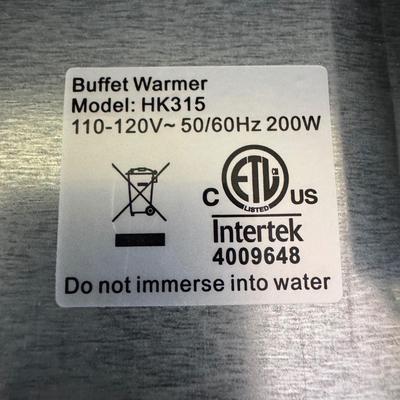 Buffet Warmer
Model: HK315
110-120V~ 50/60Hz 200W
ETL
CM
C US
LISTED
Intertek
4009648
Do not immerse into water